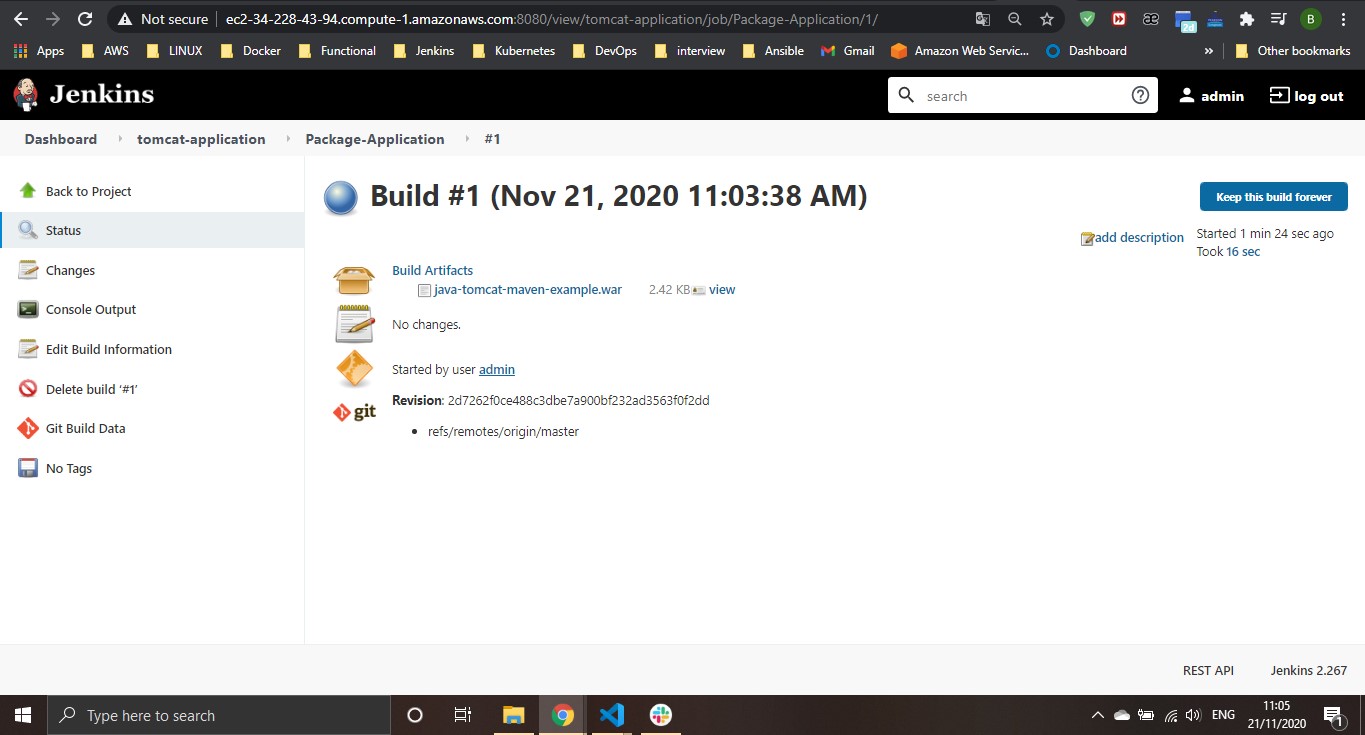 Not secure ec2-34-228-43-94.compute-1.amazonaws.com:8080/view/tomcat-application/job/Package-Application/1/
2d
B
Apps AWS LINUX Docker Functional Jenkins Kubernetes DevOps interview Ansible Gmail Amazon Web Servic... Dashboard » Other bookmarks
Jenkins search admin log out
Dashboard tomcat-application Package-Application #1
Back to Project
Status
Changes
Console Output
Edit Build Information
Delete build ‘#1’
Git Build Data
No Tags
Build #1 (Nov 21, 2020 11:03:38 AM)
Keep this build forever
add description
Started 1 min 24 sec ago
Took 16 sec
Build Artifacts
java-tomcat-maven-example.war 2.42 KB view
No changes.
Started by user admin
git
Revision: 2d7262f0ce488c3dbe7a900bf232ad3563f0f2dd
refs/remotes/origin/master
REST API Jenkins 2.267
Type here to search
ENG
11:05
21/11/2020
1